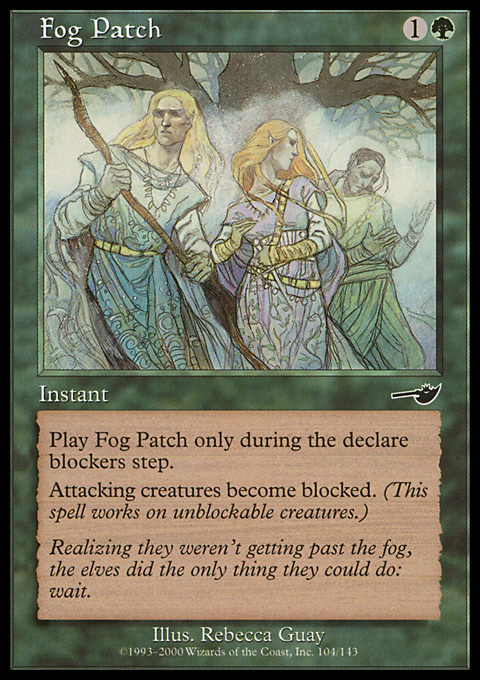 Fog Patch 1
Instant
Play Fog Patch only during the declare
blockers step.
Attacking creatures become blocked. (This
spell works on unblockable creatures.)
Realizing they weren't getting past the fog,
the elves did the only thing they could do:
wait.
Illus. Rebecca Guay
©1993–2000 Wizards of the Coast, Inc. 104/143